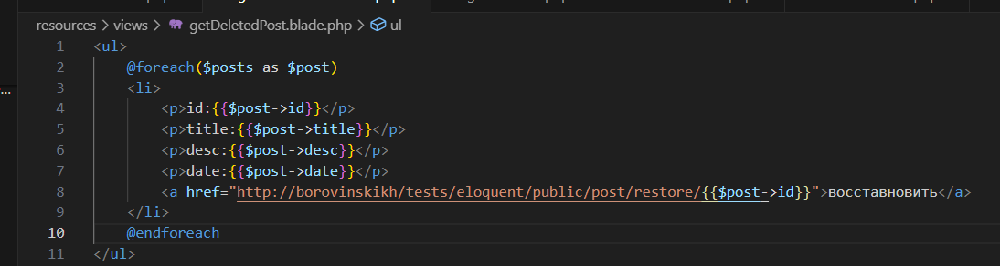 resources > views > getDeletedPost.blade.php > ul
1 <ul>
2 @foreach($posts as $post)
3 <li>
4 <p>id:{{$post->id}}</p>
5 <p>title:{{$post->title}}</p>
6 <p>desc:{{$post->desc}}</p>
7 <p>date:{{$post->date}}</p>
8 <a href="http://borovinskikh/tests/eloquent/public/post/restore/{{$post->id}}">восставновить</a>
9 </li>
10 @endforeach
11 </ul>